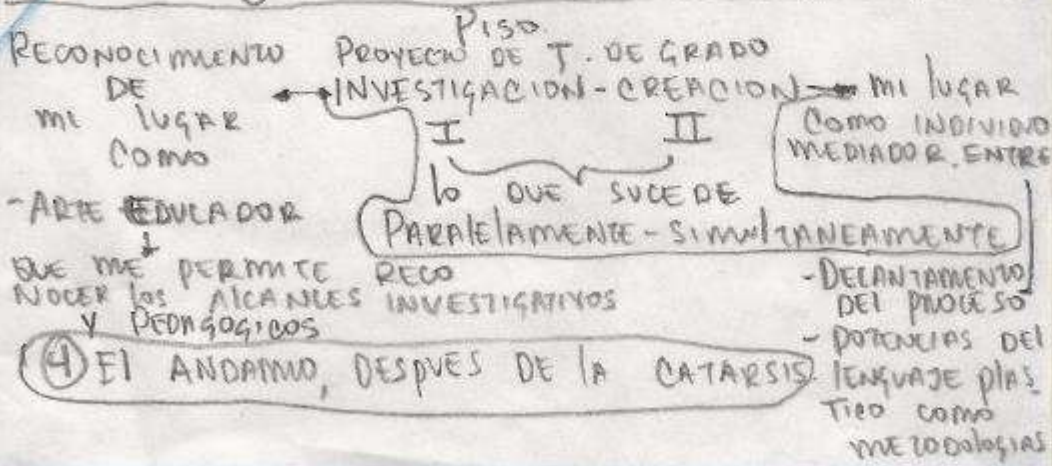 PISO
RECONOCIMIENTO
DE
MI LUGAR
COMO
-ARTE EDUCADOR
QUE ME PERMITE RECO
NOCER LOS ALCANCES INVESTIGATIVOS
Y PEDAGOGICOS
PROYECTO DE T. DE GRADO
INVESTIGACION-CREACION
I II
lo QUE SUCEDE
PARALELAMENTE-SIMULTANEAMENTE
MI LUGAR
COMO INDIVIDUO
MEDIADOR ENTRE
-DECANTAMIENTO
DEL PROCESO
- POTENCIAS DEL
LENGUAJE PLAS
TICO COMO
METODOLOGIAS
④ El ANDAMIO, DESPUES DE LA CATARSIS